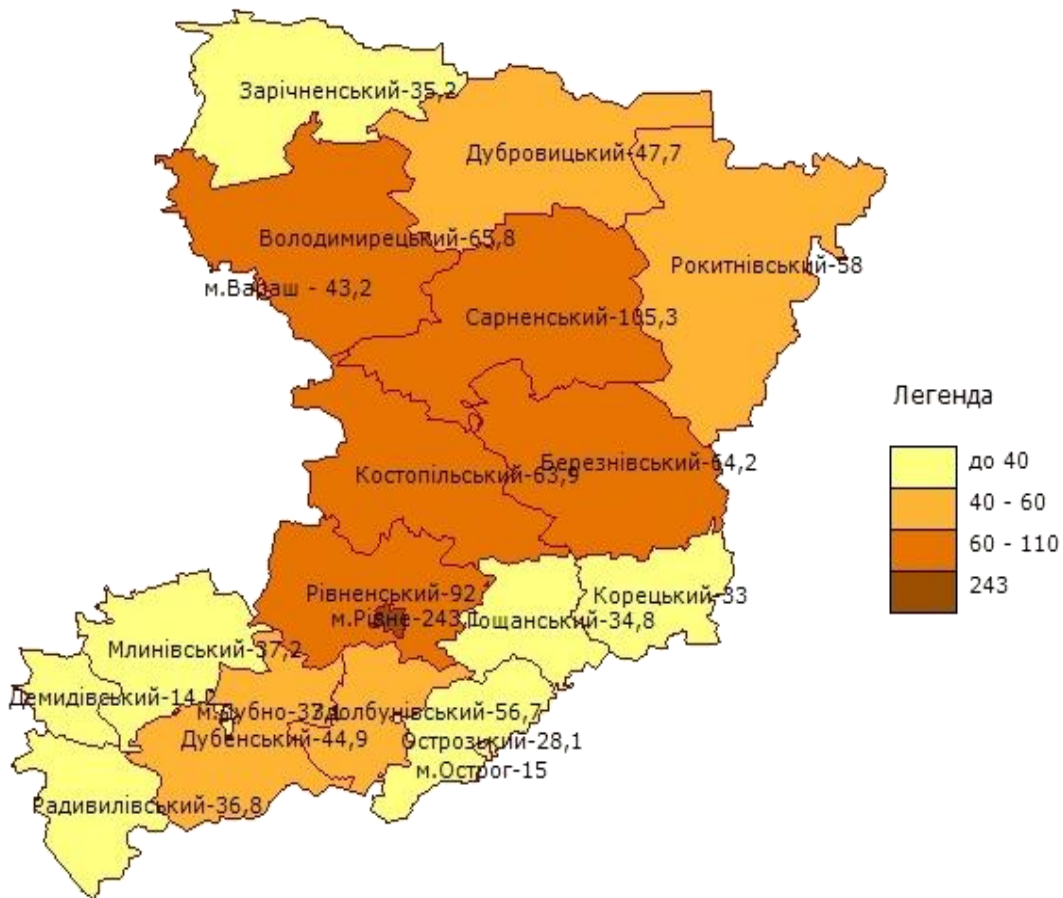 Зарічненський-35,2
Дубровицький-47,7
Володимирецький-65,8
Рокитнівський-58
м.Вараш - 43,2
Сарненський-105,3
Легенда
до 40
40 - 60
60 - 110
243
Березнівський-64,2
Костопільський-63,9
Рівненський-92
Корецький-33
м.Рівне-243,
Гощанський-34,8
Млинівський-37,2
Демидівський-14,
м.Дубно-37,
Здолбунівський-56,7
Дубенський-44,9
Острозький-28,1
м.Острог-15
Радивилівський-36,8